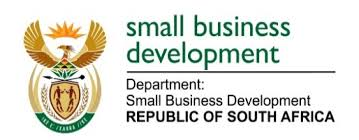 small business
development
Department:
Small Business Development
REPUBLIC OF SOUTH AFRICA